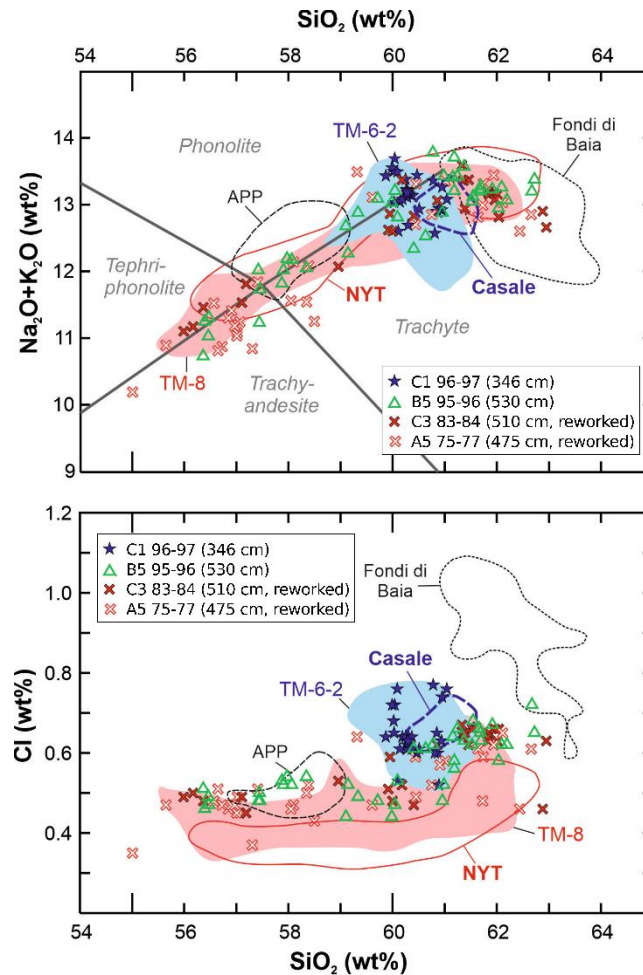 SiO2 (wt%)
54 56 58 60 62 64
Na2O+K2O (wt%)
14
13
12
11
10
9
Phonolite
TM-6-2
Fondi di
Baia
APP
Tephri-
phonolite
NYT
Casale
Trachyte
TM-8
Trachy-
andesite
C1 96-97 (346 cm)
B5 95-96 (530 cm)
C3 83-84 (510 cm, reworked)
A5 75-77 (475 cm, reworked)
Cl (wt%)
1.2
1.0
0.8
0.6
0.4
C1 96-97 (346 cm)
B5 95-96 (530 cm)
C3 83-84 (510 cm, reworked)
A5 75-77 (475 cm, reworked)
Fondi di
Baia
Casale
TM-6-2
APP
TM-8
NYT
54 56 58 60 62 64
SiO2 (wt%)